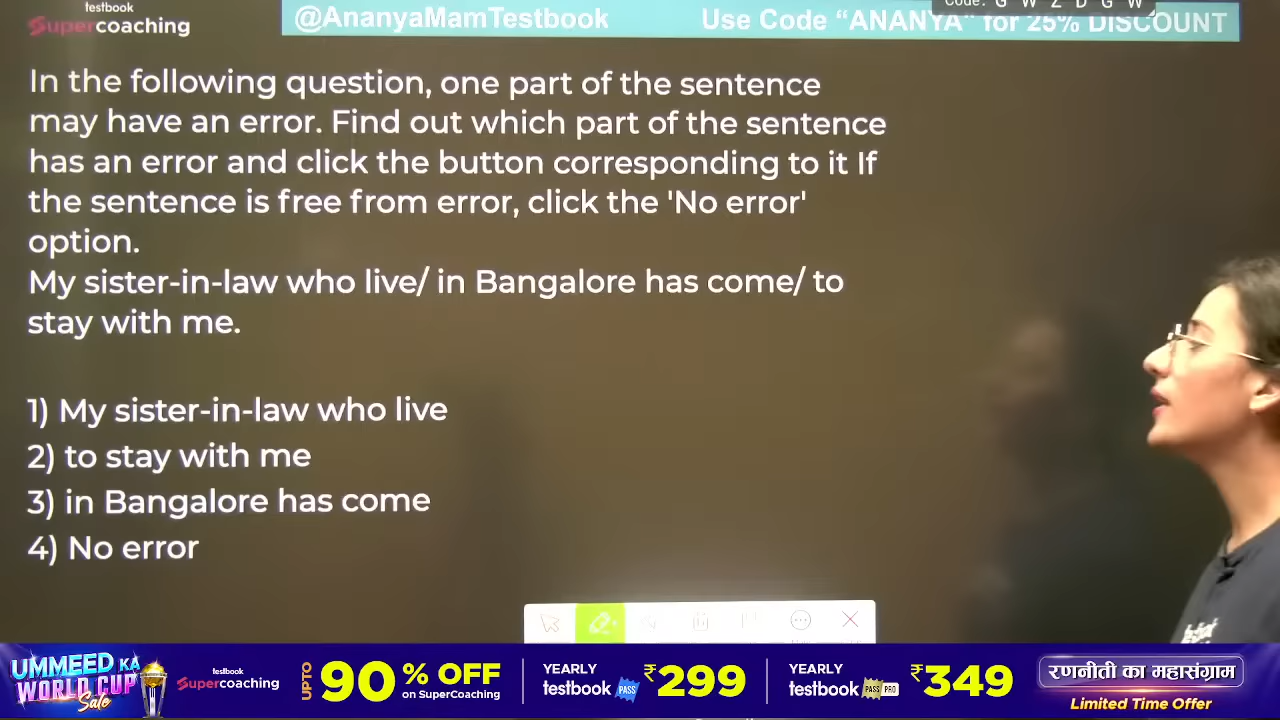 testbook
Supercoaching
@AnanyaMamTestbook
Use Code “ANANYA” for 25% DISCOUNT
Code: G W Z D G W
In the following question, one part of the sentence
may have an error. Find out which part of the sentence
has an error and click the button corresponding to it If
the sentence is free from error, click the 'No error'
option.
My sister-in-law who live/ in Bangalore has come/ to
stay with me.
1) My sister-in-law who live
2) to stay with me
3) in Bangalore has come
4) No error
UMMEED KA
WORLD CUP
Sale
testbook
Supercoaching
UPTO
90% OFF
on SuperCoaching
YEARLY
testbook PASS
₹299
YEARLY
testbook PASS PRO
₹349
रणनीती का महासंग्राम
Limited Time Offer